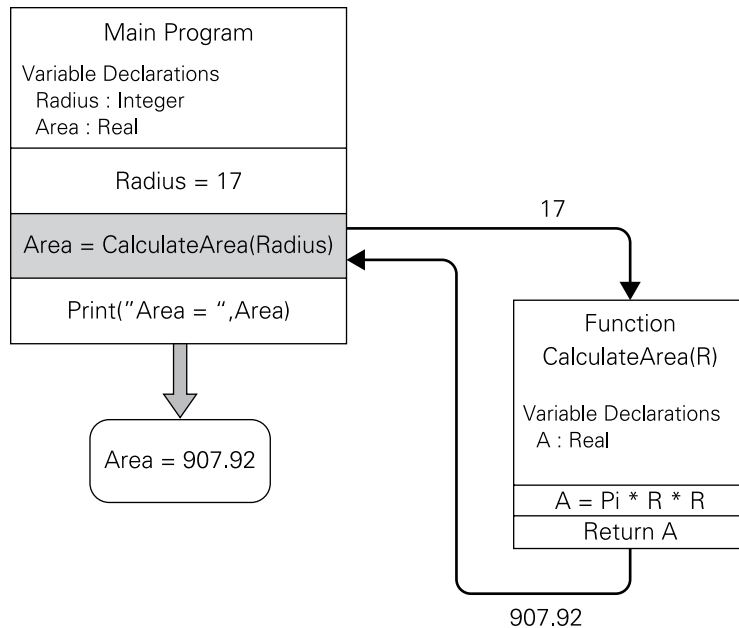 Main Program
Variable Declarations
Radius : Integer
Area : Real
Radius = 17
Area = CalculateArea(Radius)
Print(”Area = “,Area)
Area = 907.92
17
Function
CalculateArea(R)
Variable Declarations
A : Real
A = Pi * R * R
Return A
907.92